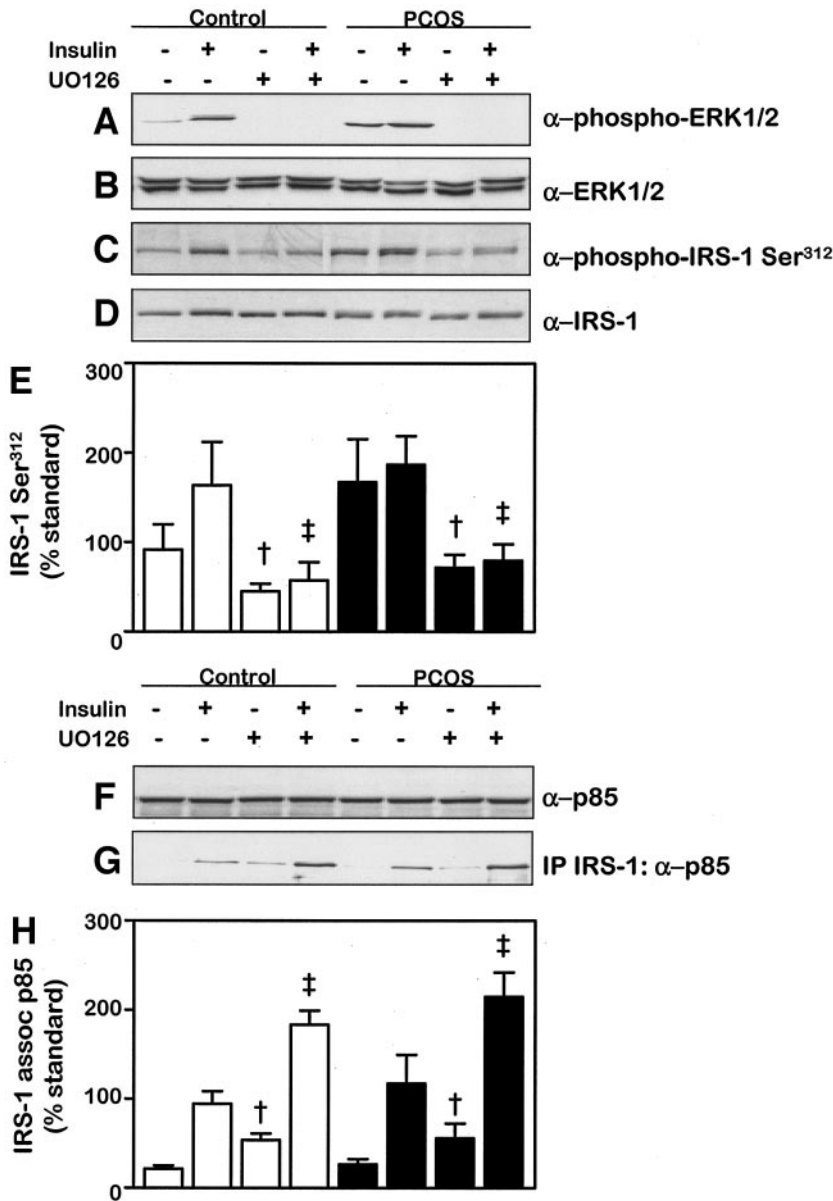 Control PCOS
Insulin - + - + - + - +
UO126 - - + + - - + +
A α–phospho-ERK1/2
B α–ERK1/2
C α–phospho-IRS-1 Ser³¹²
D α–IRS-1
E
IRS-1 Ser³¹²
(% standard)
300
200
100
0
† ‡ † ‡
Control PCOS
Insulin - + - + - + - +
UO126 - - + + - - + +
F α–p85
G IP IRS-1: α–p85
H
IRS-1 assoc p85
(% standard)
300
200
100
0
† ‡ † ‡